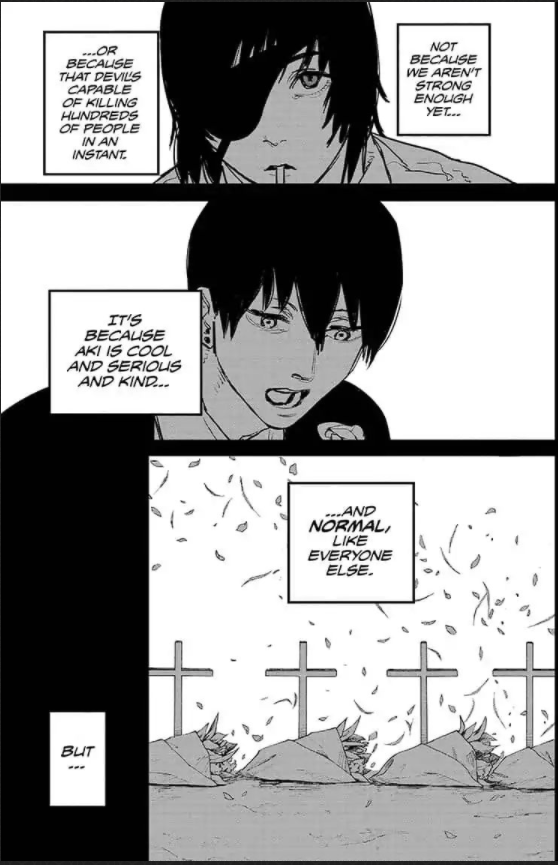 NOT
BECAUSE
WE AREN'T
STRONG
ENOUGH
YET...
...OR
BECAUSE
THAT DEVIL'S
CAPABLE
OF KILLING
HUNDREDS
OF PEOPLE
IN AN
INSTANT.
IT'S
BECAUSE
AKI IS COOL
AND SERIOUS
AND KIND...
...AND
NORMAL,
LIKE
EVERYONE
ELSE.
BUT
...